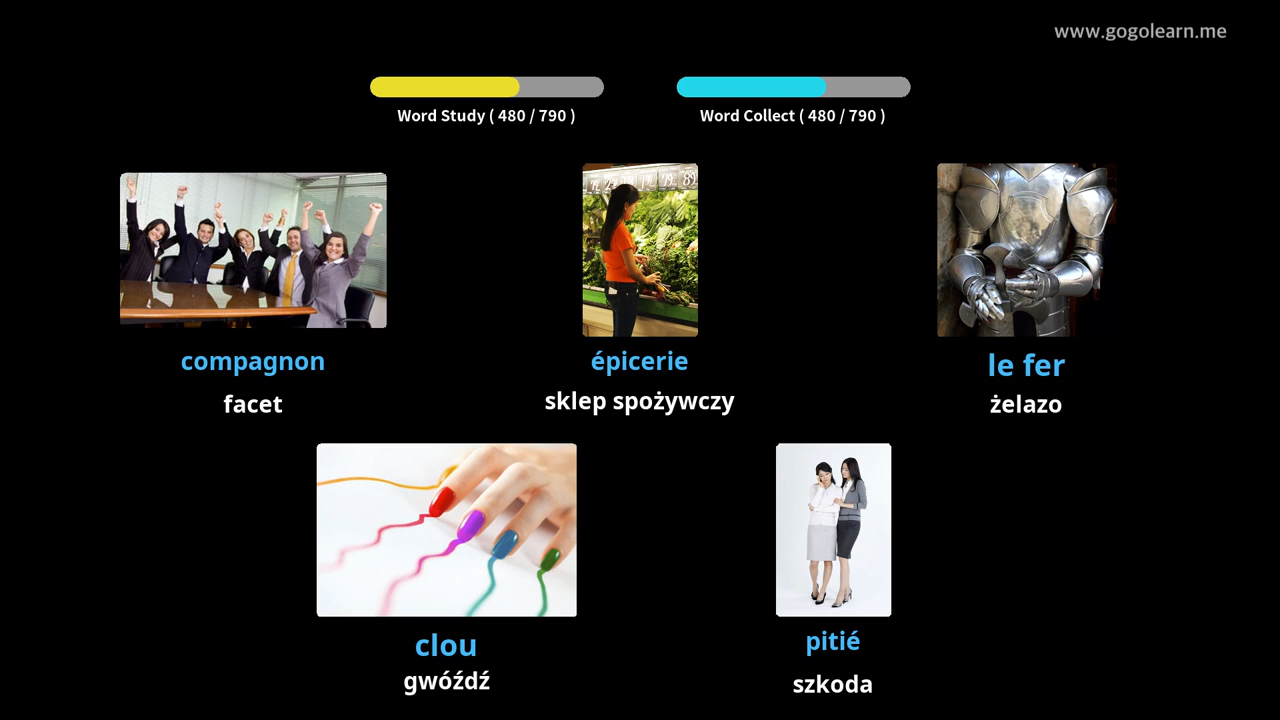 www.gogolearn.me
Word Study ( 480 / 790 )
Word Collect ( 480 / 790 )
compagnon
facet
épicerie
sklep spożywczy
le fer
żelazo
clou
gwóźdź
pitié
szkoda